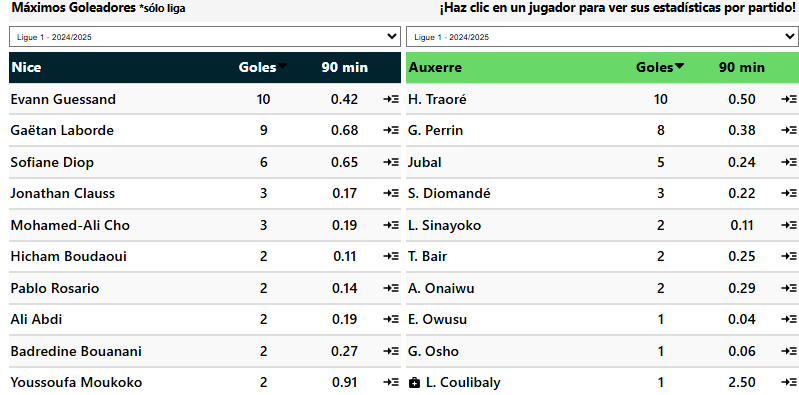 Máximos Goleadores *sólo liga ¡Haz clic en un jugador para ver sus estadísticas por partido!
Ligue 1 - 2024/2025 Ligue 1 - 2024/2025
Nice Goles 90 min Auxerre Goles 90 min
Evann Guessand 10 0.42 H. Traoré 10 0.50
Gaëtan Laborde 9 0.68 G. Perrin 8 0.38
Sofiane Diop 6 0.65 Jubal 5 0.24
Jonathan Clauss 3 0.17 S. Diomandé 3 0.22
Mohamed-Ali Cho 3 0.19 L. Sinayoko 2 0.11
Hicham Boudaoui 2 0.11 T. Bair 2 0.25
Pablo Rosario 2 0.14 A. Onaiwu 2 0.29
Ali Abdi 2 0.19 E. Owusu 1 0.04
Badredine Bouanani 2 0.27 G. Osho 1 0.06
Youssoufa Moukoko 2 0.91 L. Coulibaly 1 2.50